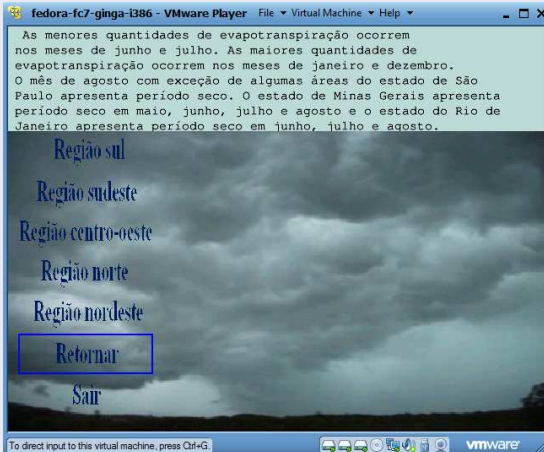 fedora-fc7-ginga-i386 - VMware Player File Virtual Machine Help
As menores quantidades de evapotranspiração ocorrem
nos meses de junho e julho. As maiores quantidades de
evapotranspiração ocorrem nos meses de janeiro e dezembro.
O mês de agosto com exceção de algumas áreas do estado de São
Paulo apresenta período seco. O estado de Minas Gerais apresenta
período seco em maio, junho, julho e agosto e o estado do Rio de
Janeiro apresenta período seco em junho, julho e agosto.
Região sul
Região sudeste
Região centro-oeste
Região norte
Região nordeste
Retornar
Sair
To direct input to this virtual machine, press Ctrl+G.
vmware